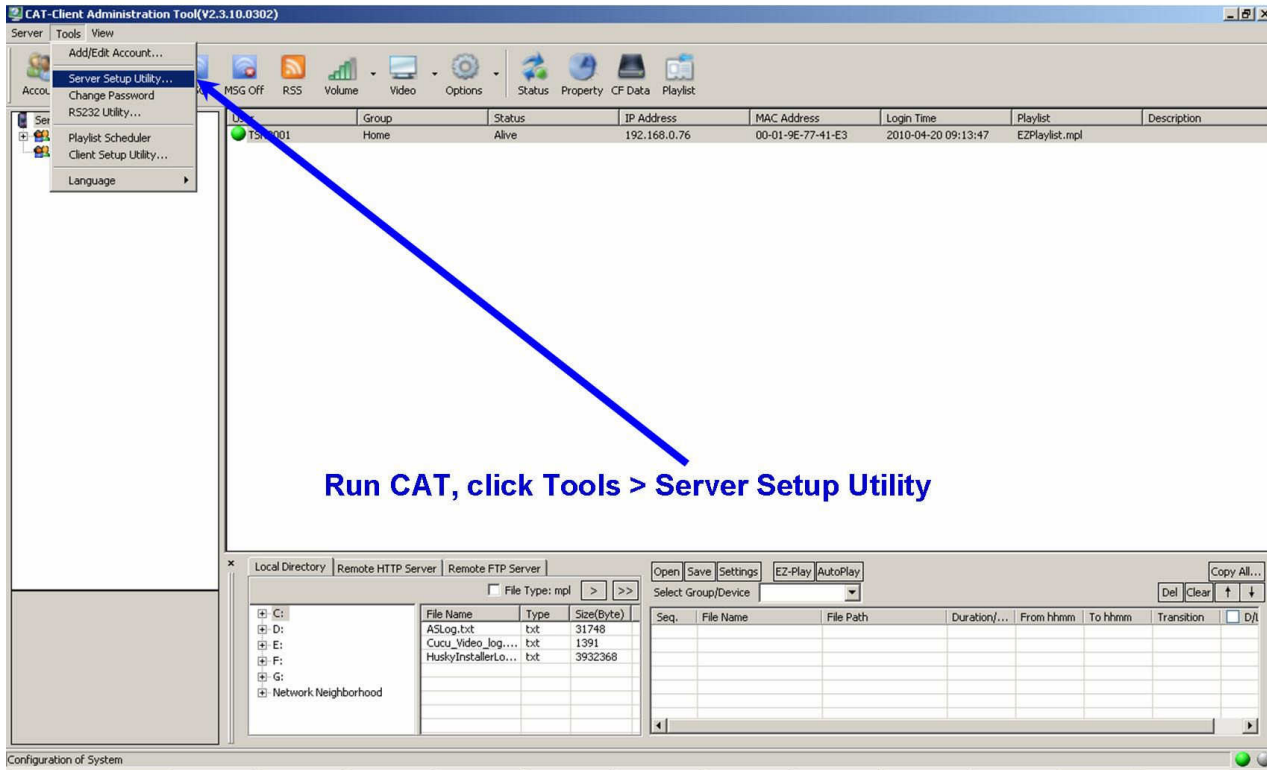 CAT-Client Administration Tool(V2.3.10.0302)
Server Tools View
Add/Edit Account...
Server Setup Utility...
Change Password
RS232 Utility...
Playlist Scheduler
Client Setup Utility...
Language
Accou
MSG Off RSS Volume Video Options Status Property CF Data Playlist
Ser
Group Status IP Address MAC Address Login Time Playlist Description
Home Alive 192.168.0.76 00-01-9E-77-41-E3 2010-04-20 09:13:47 EZPlaylist.mpl
Run CAT, click Tools > Server Setup Utility
× Local Directory Remote HTTP Server Remote FTP Server
File Type: mpl > >>
C:
D:
E:
F:
G:
Network Neighborhood
File Name Type Size(Byte)
ASLog.txt txt 31748
Cucu_Video_log.... txt 1391
HuskyInstallerLo... txt 3932368
Open Save Settings EZ-Play AutoPlay Copy All...
Select Group/Device Del Clear ↑ ↓
Seq. File Name File Path Duration/... From hhmm To hhmm Transition D/L
Configuration of System